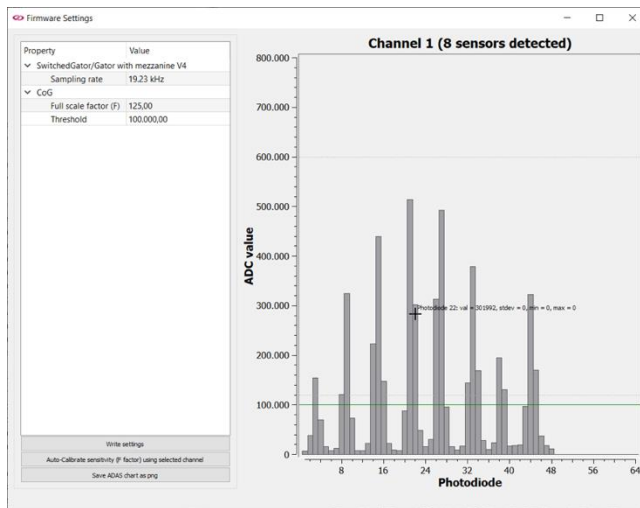 Firmware Settings
Property Value
SwitchedGator/Gator with mezzanine V4
Sampling rate 19.23 kHz
CoG
Full scale factor (F) 125,00
Threshold 100.000,00
Write settings
Auto-Calibrate sensitivity (F factor) using selected channel
Save ADAS chart as png
Channel 1 (8 sensors detected)
800.000
700.000
600.000
500.000
400.000
300.000
200.000
100.000
0
ADC value
Photodiode 22: val = 301992, stdev = 0, min = 0, max = 0
8 16 24 32 40 48 56 64
Photodiode